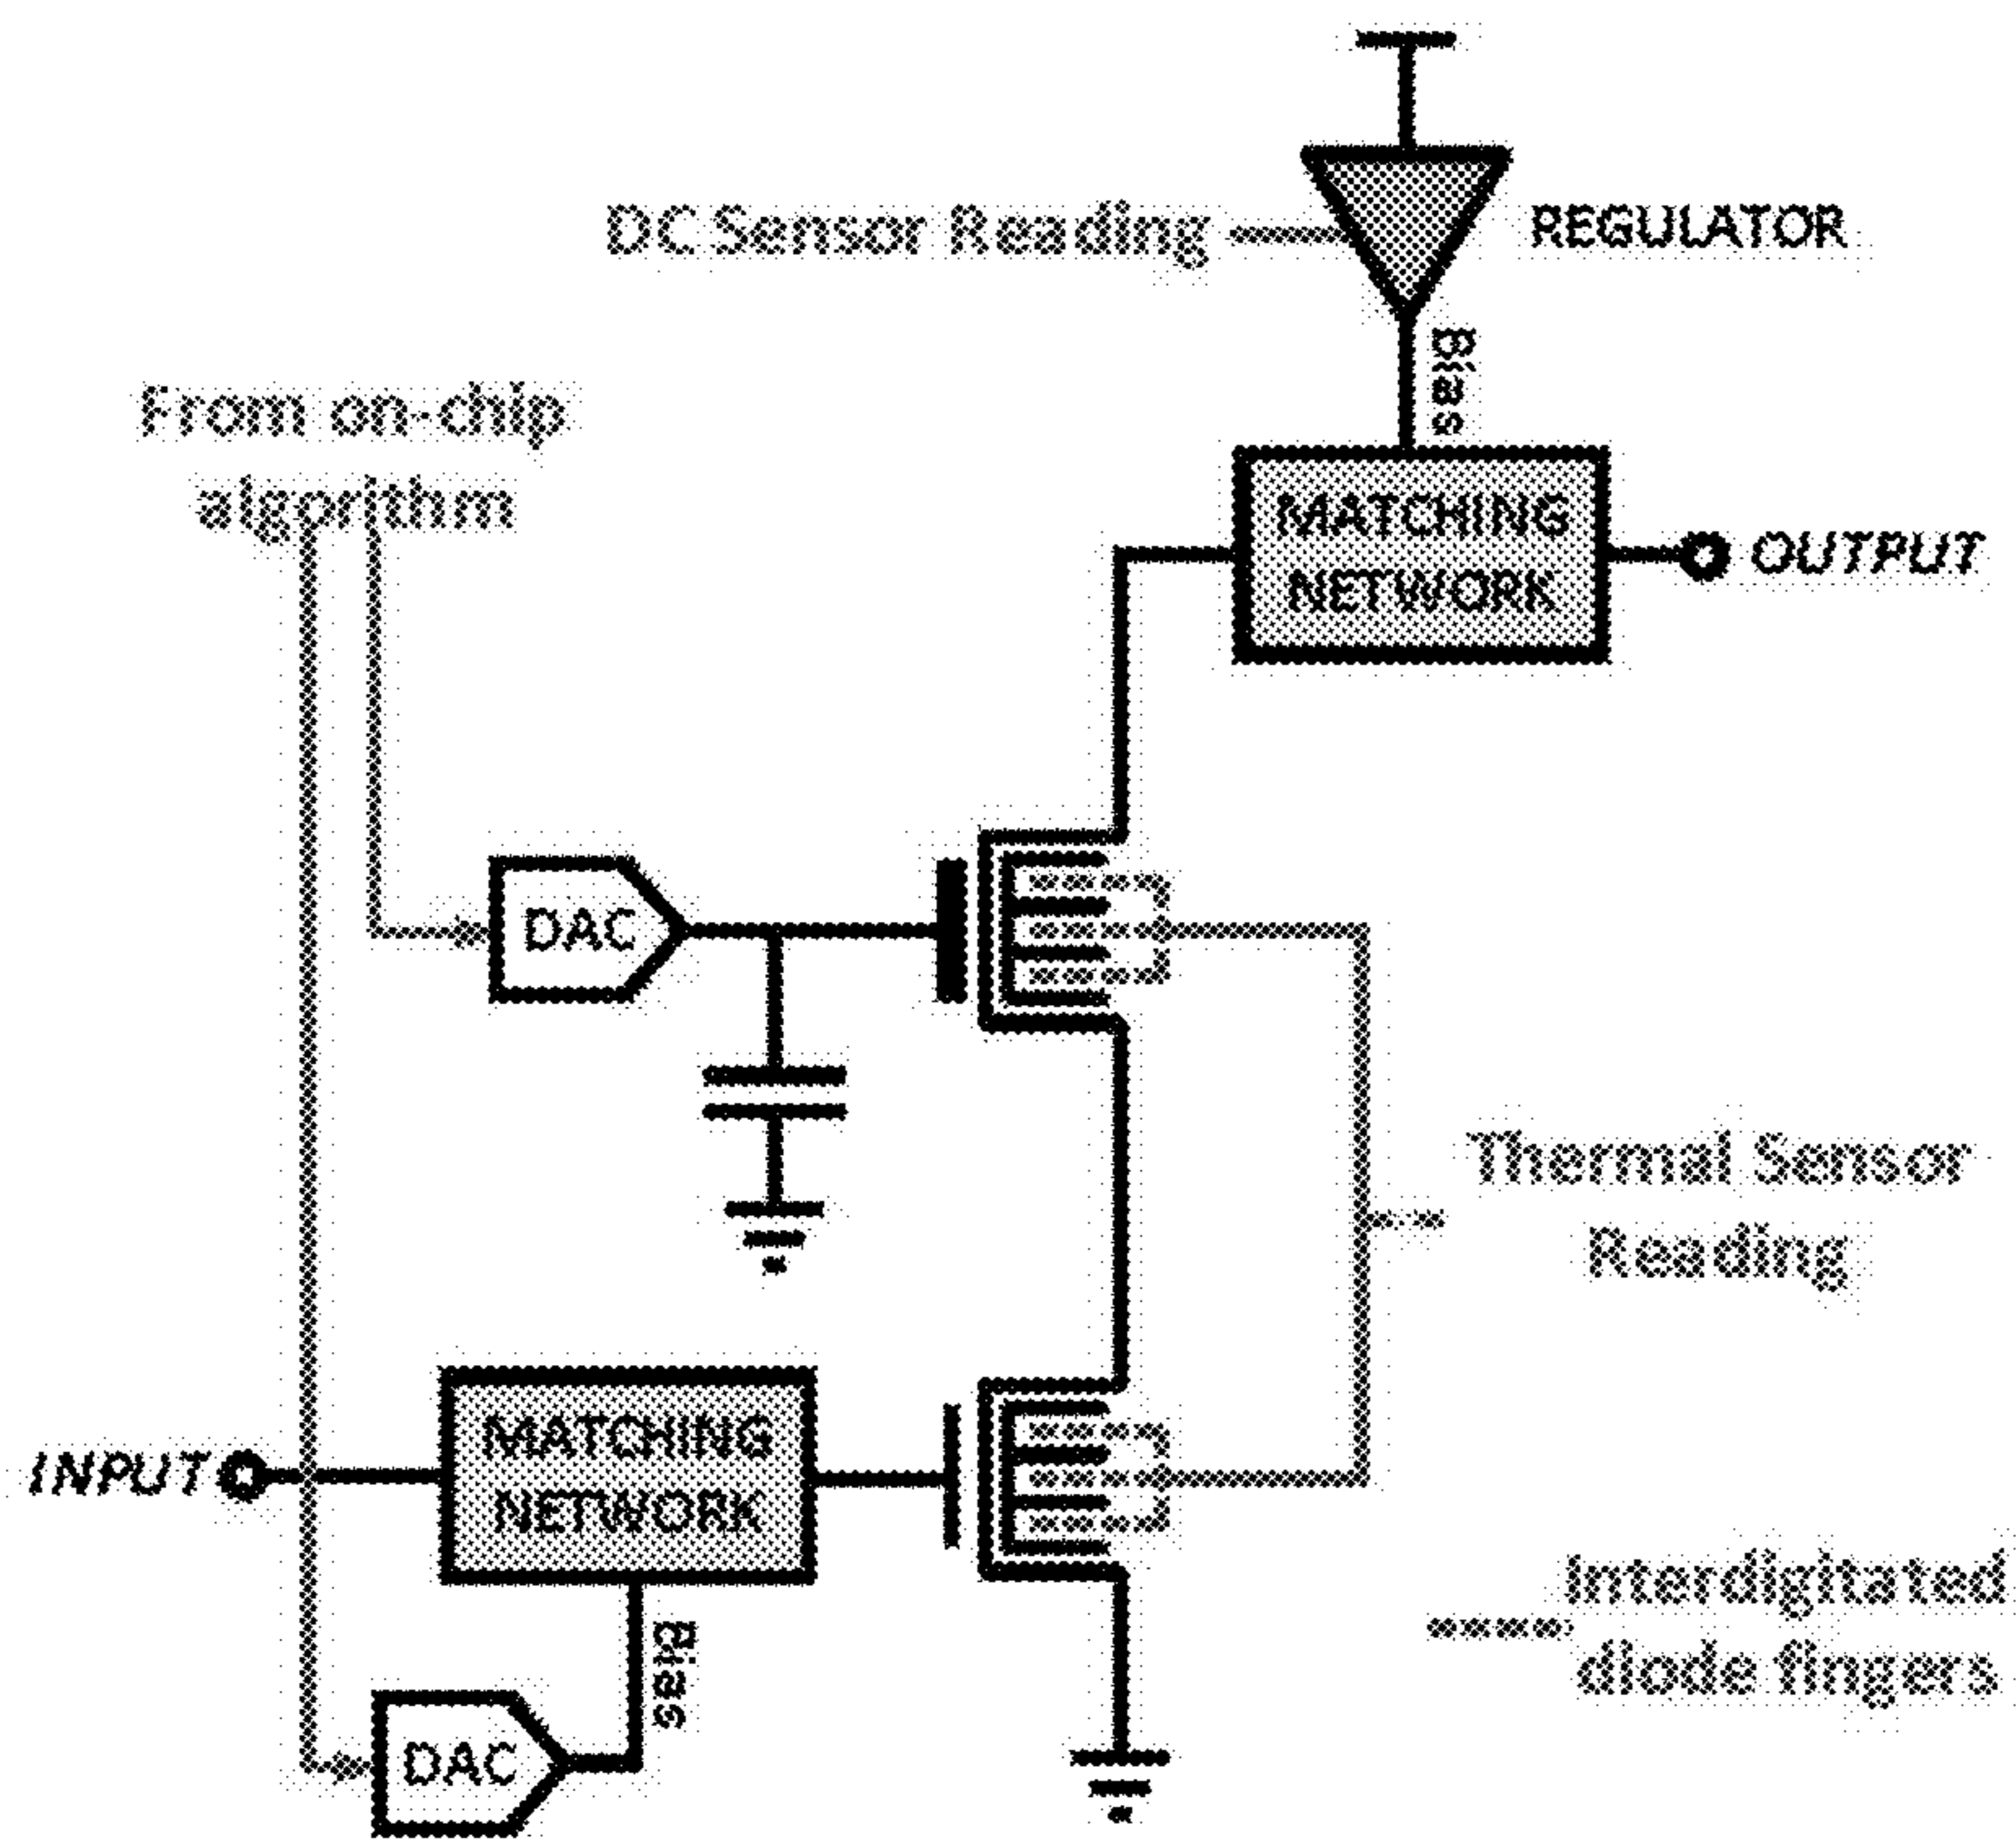 DC Sensor Reading
REGULATOR
Bias
From on-chip
algorithm
MATCHING
NETWORK
OUTPUT
DAC
Thermal Sensor
Reading
INPUT
MATCHING
NETWORK
Interdigitated
diode fingers
Bias
DAC